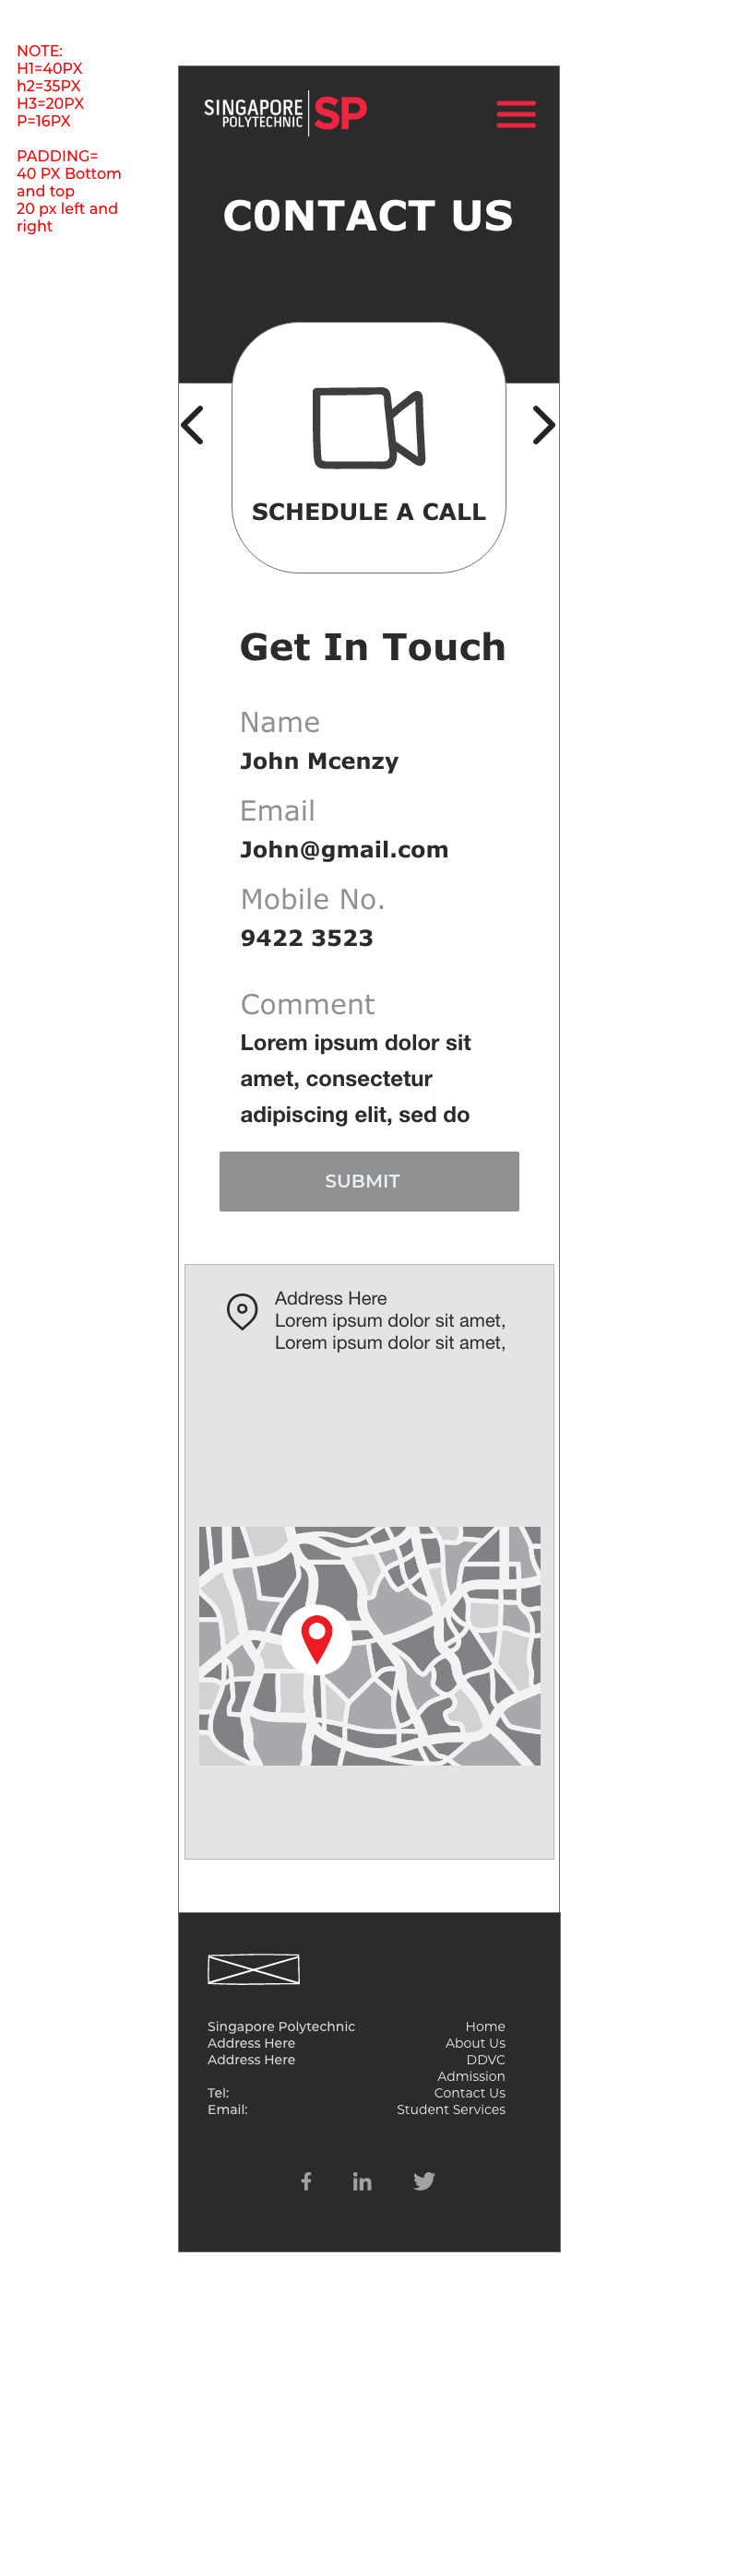 NOTE:
H1=40PX
h2=35PX
H3=20PX
P=16PX
PADDING=
40 PX Bottom
and top
20 px left and
right
SINGAPORE
POLYTECHNIC
SP
C0NTACT US
SCHEDULE A CALL
Get In Touch
Name
John Mcenzy
Email
John@gmail.com
Mobile No.
9422 3523
Comment
Lorem ipsum dolor sit
amet, consectetur
adipiscing elit, sed do
SUBMIT
Address Here
Lorem ipsum dolor sit amet,
Lorem ipsum dolor sit amet,
Singapore Polytechnic
Address Here
Address Here
Tel:
Email:
Home
About Us
DDVC
Admission
Contact Us
Student Services